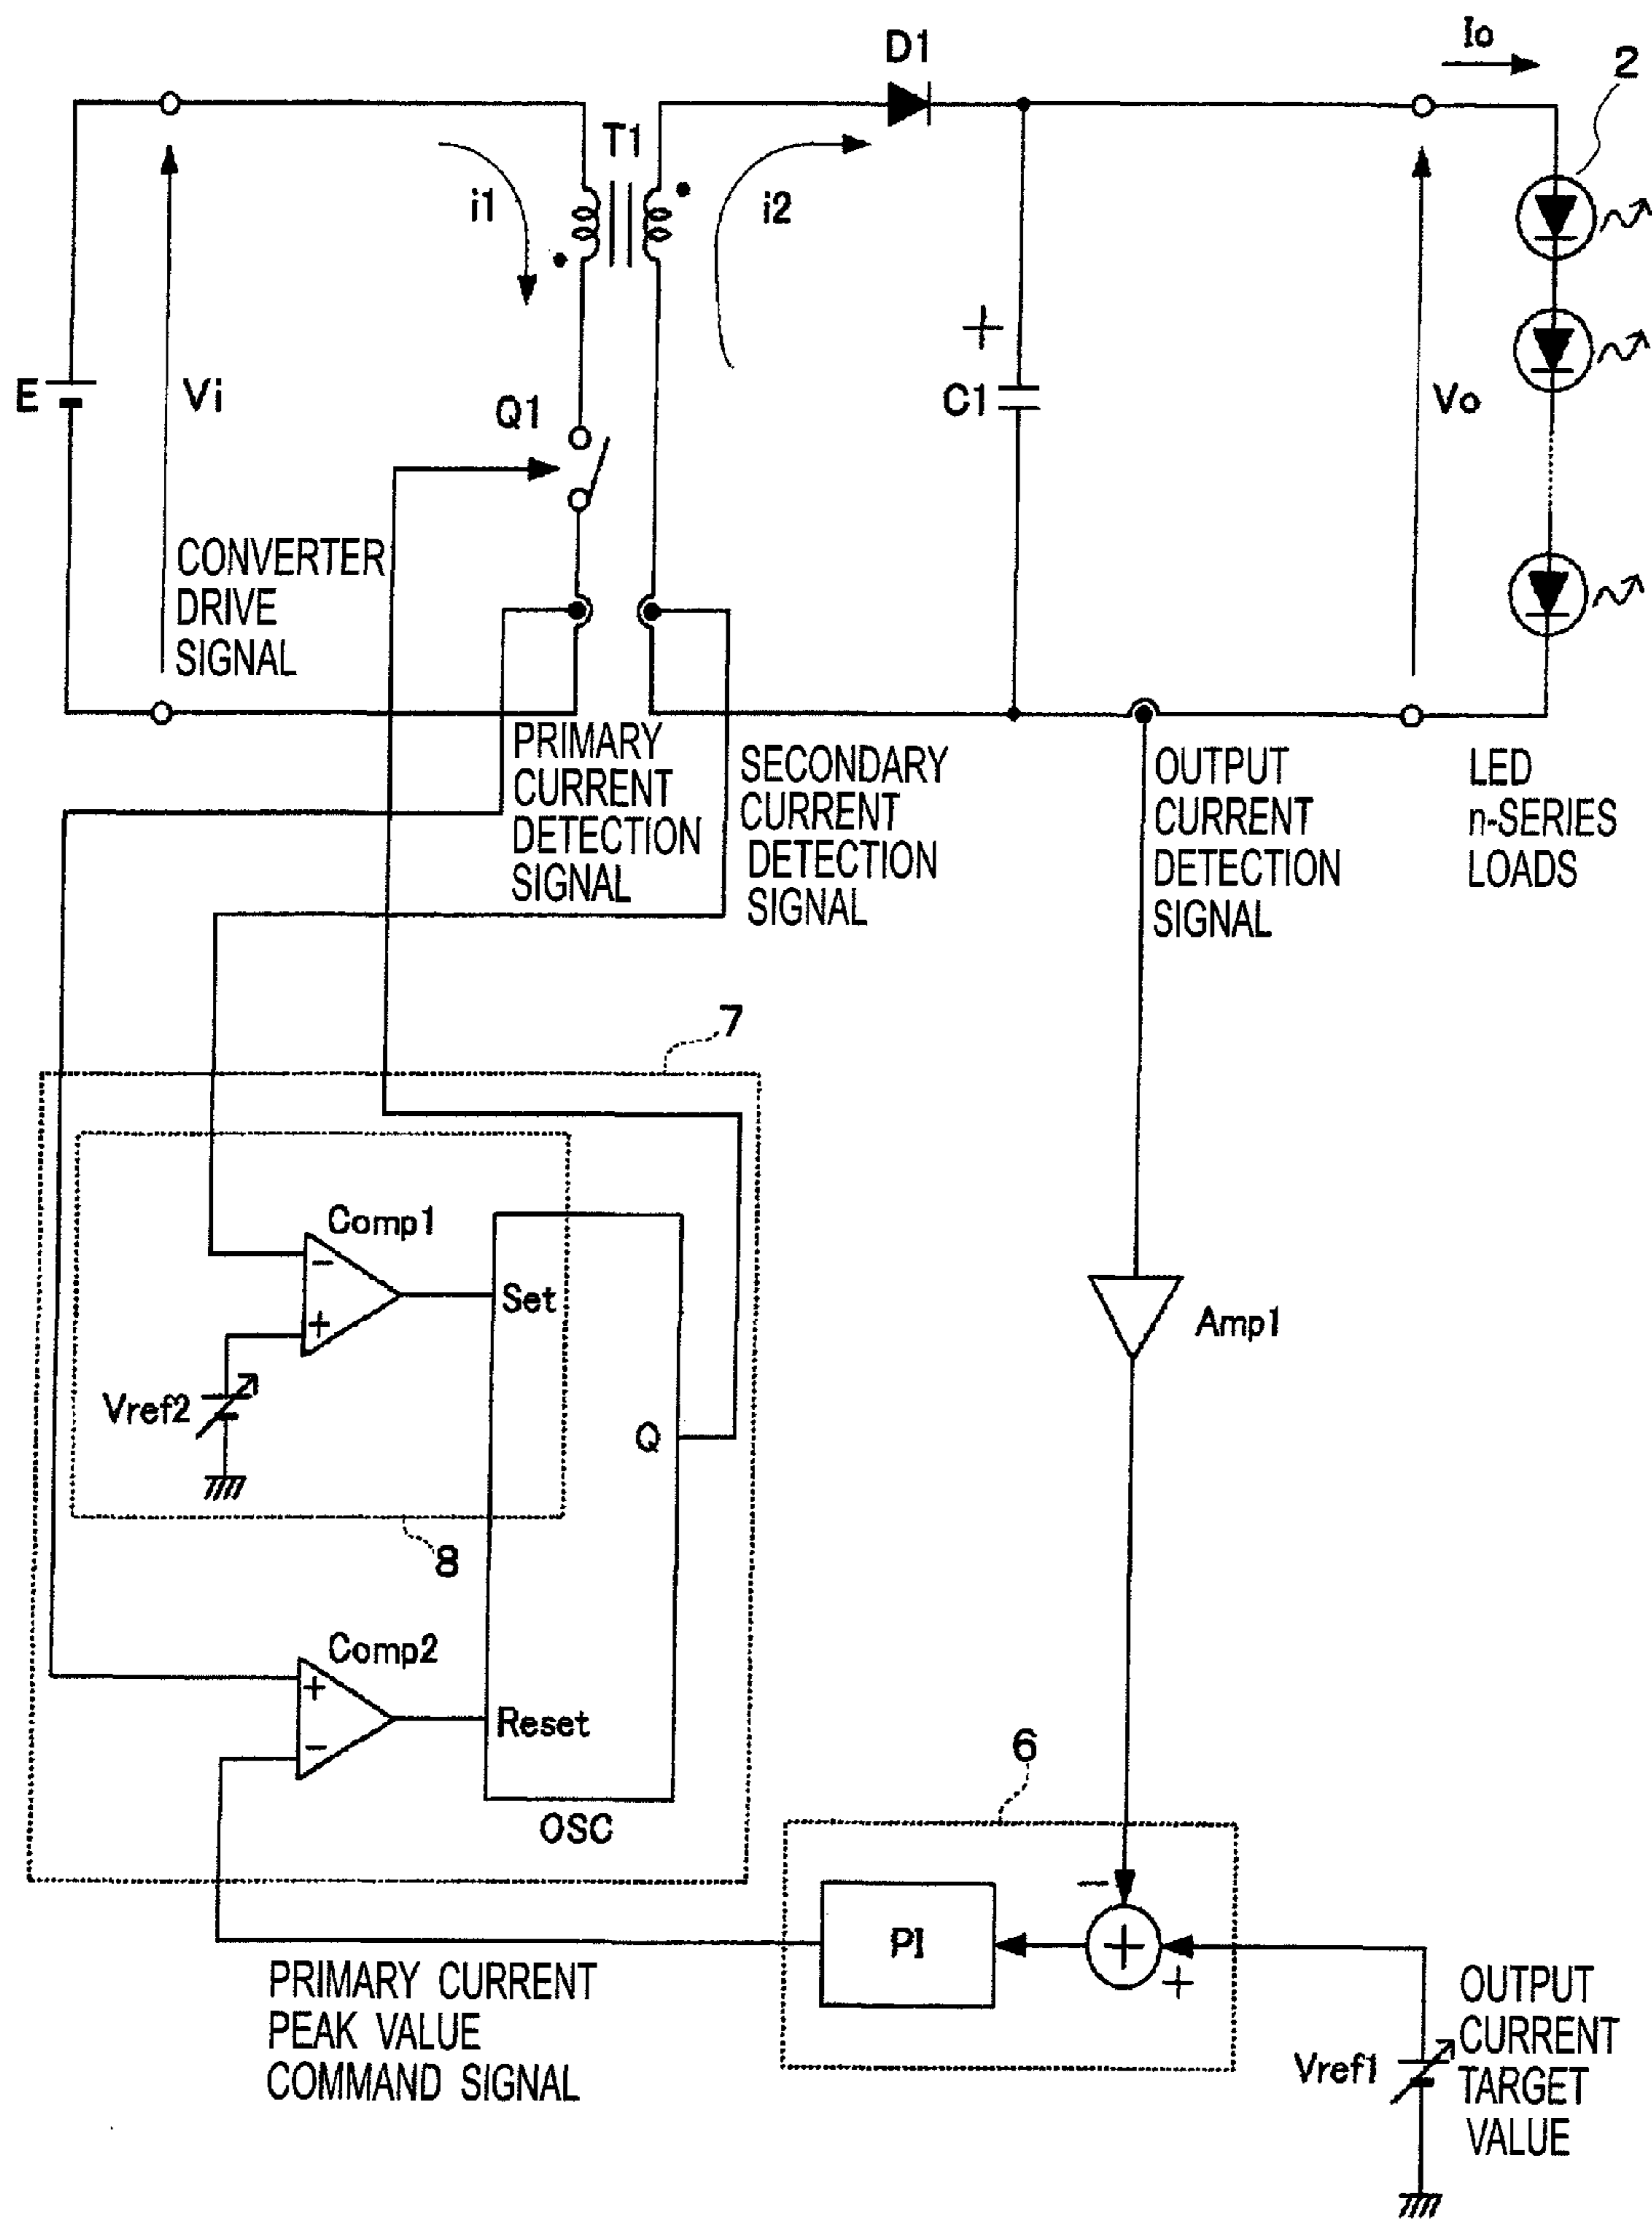 D1
Io
2
T1
i1
i2
E
Vi
Q1
+
C1
Vo
CONVERTER
DRIVE
SIGNAL
PRIMARY
CURRENT
DETECTION
SIGNAL
SECONDARY
CURRENT
DETECTION
SIGNAL
OUTPUT
CURRENT
DETECTION
SIGNAL
LED
n-SERIES
LOADS
7
Comp1
−
+
Set
Vref2
Q
8
Amp1
Comp2
+
−
Reset
OSC
6
−
PI
+
+
PRIMARY CURRENT
PEAK VALUE
COMMAND SIGNAL
Vref1
OUTPUT
CURRENT
TARGET
VALUE